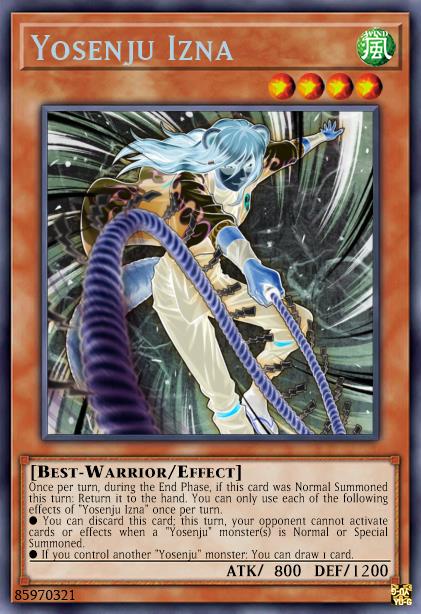 Yosenju Izna
WIND
風
[Best-Warrior/Effect]
Once per turn, during the End Phase, if this card was Normal Summoned
this turn: Return it to the hand. You can only use each of the following
effects of "Yosenju Izna" once per turn.
● You can discard this card; this turn, your opponent cannot activate
cards or effects when a "Yosenju" monster(s) is Normal or Special
Summoned.
● If you control another "Yosenju" monster: You can draw 1 card.
ATK/ 800 DEF/1200
85970321